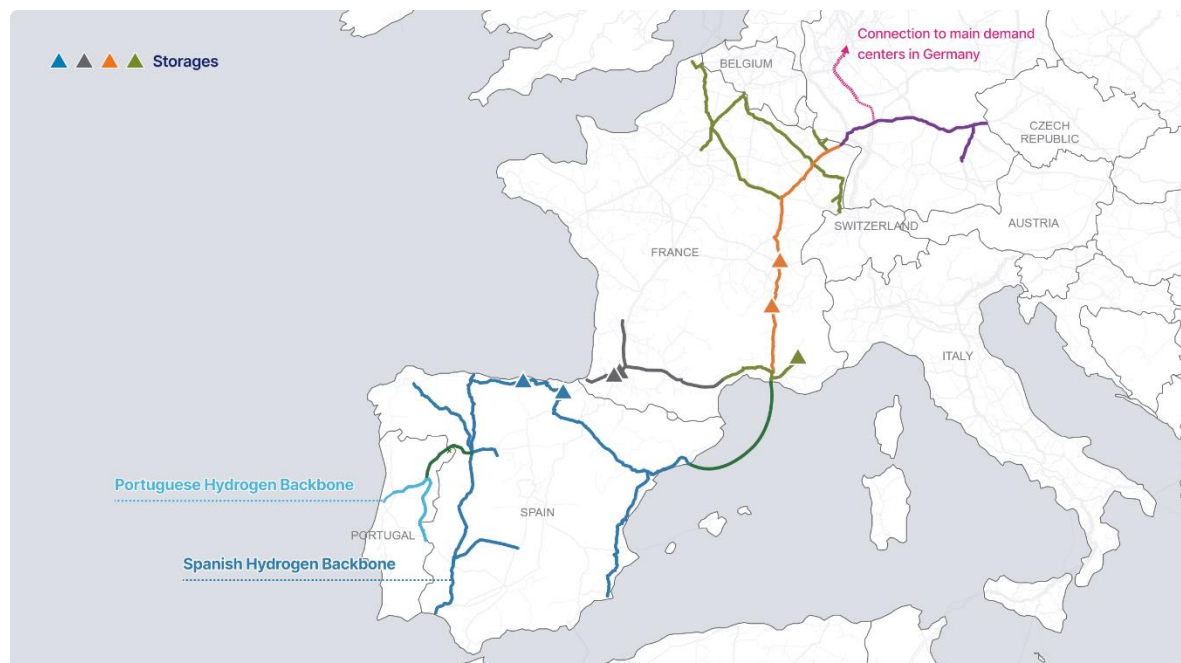 Storages
Connection to main demand
centers in Germany
BELGIUM
CZECH
REPUBLIC
SWITZERLAND
AUSTRIA
FRANCE
ITALY
Portuguese Hydrogen Backbone
SPAIN
PORTUGAL
Spanish Hydrogen Backbone